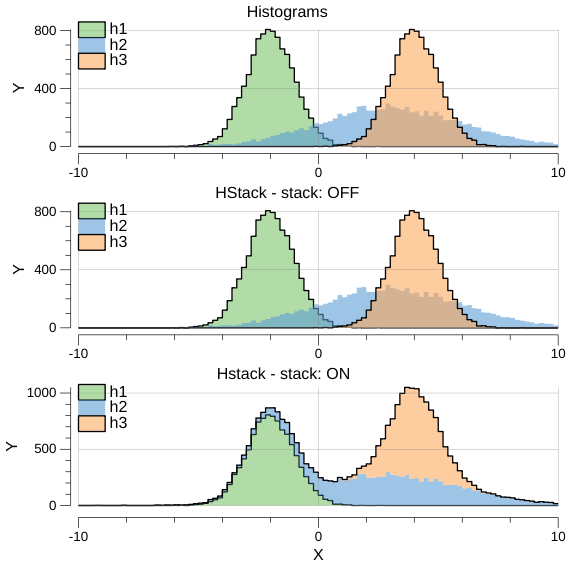 Histograms
800
400
0
Y
h1
h2
h3
-10
0
10
HStack - stack: OFF
800
400
0
Y
h1
h2
h3
-10
0
10
Hstack - stack: ON
1000
500
0
Y
h1
h2
h3
-10
0
10
X